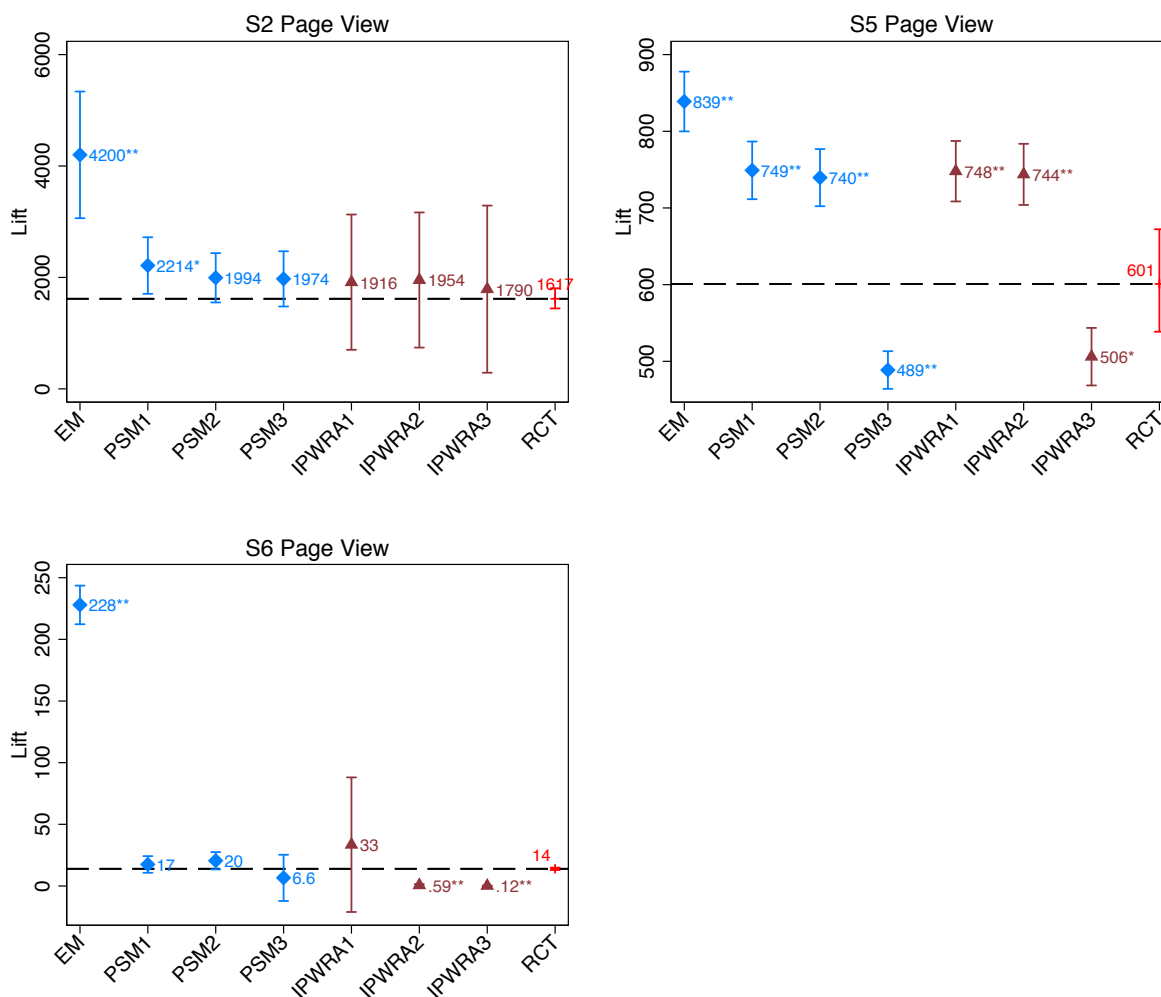 S2 Page View
Lift
6000
4000
2000
0
4200**
2214*
1994
1974
1916
1954
1790
1617
EM
PSM1
PSM2
PSM3
IPWRA1
IPWRA2
IPWRA3
RCT
S5 Page View
Lift
900
800
700
600
500
839**
749**
740**
489**
748**
744**
506*
601
EM
PSM1
PSM2
PSM3
IPWRA1
IPWRA2
IPWRA3
RCT
S6 Page View
Lift
250
200
150
100
50
0
228**
17
20
6.6
33
.59**
.12**
14
EM
PSM1
PSM2
PSM3
IPWRA1
IPWRA2
IPWRA3
RCT